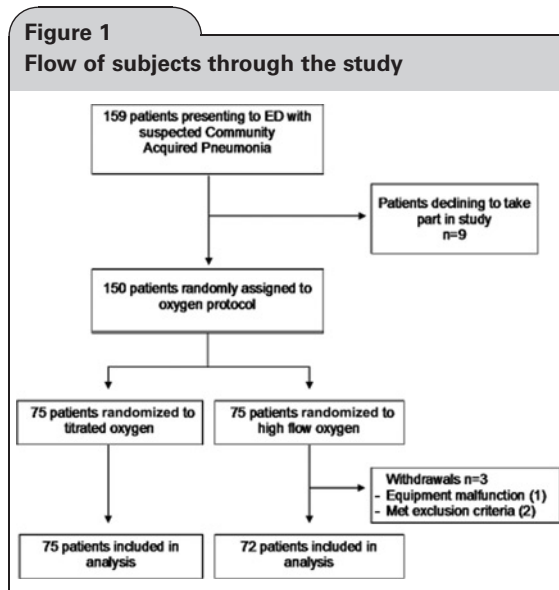 Figure 1
Flow of subjects through the study
159 patients presenting to ED with
suspected Community
Acquired Pneumonia
Patients declining to take
part in study
n=9
150 patients randomly assigned to
oxygen protocol
75 patients randomized to
titrated oxygen
75 patients randomized to
high flow oxygen
Withdrawals n=3
- Equipment malfunction (1)
- Met exclusion criteria (2)
75 patients included in
analysis
72 patients included in
analysis